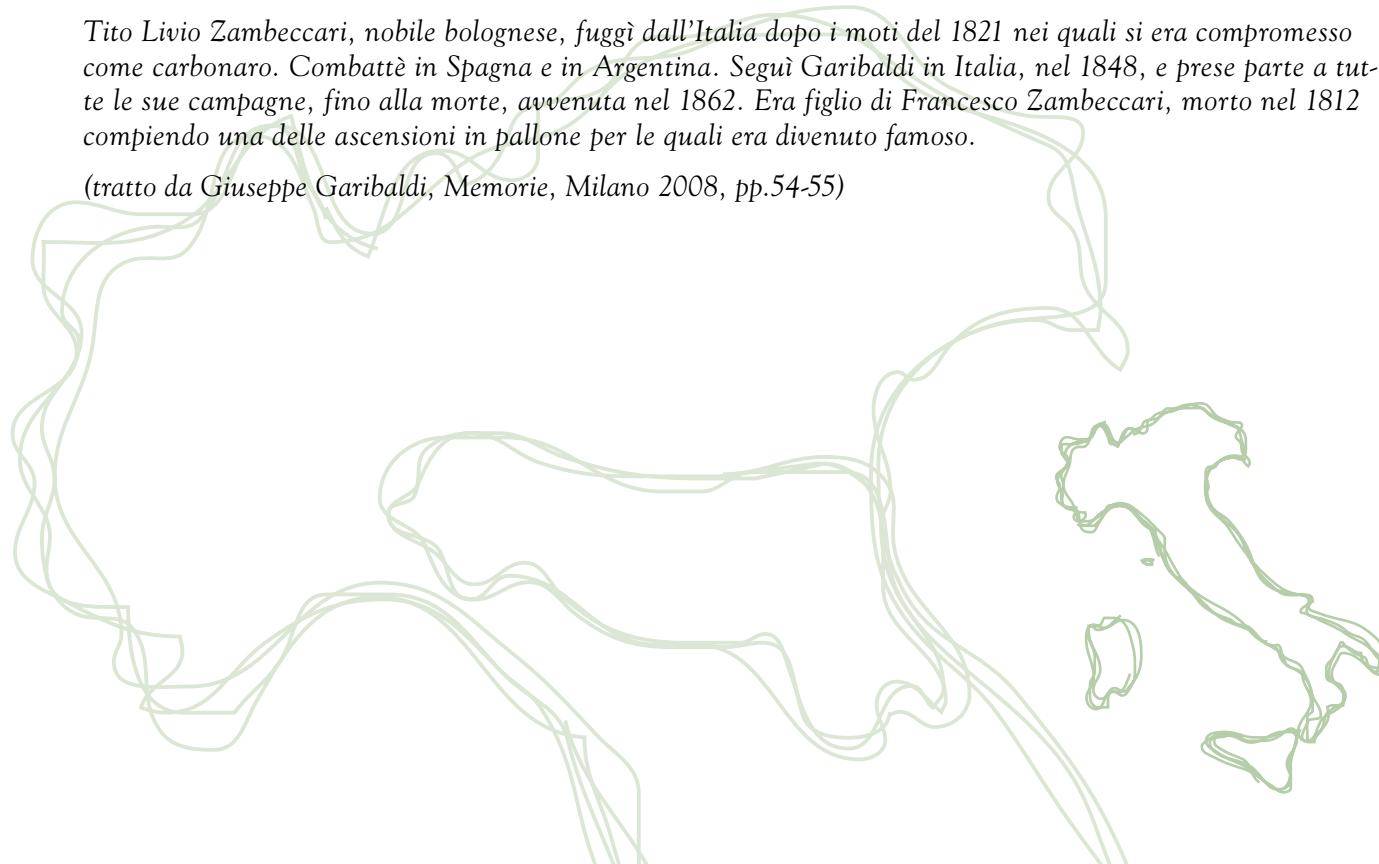 Tito Livio Zambeccari, nobile bolognese, fuggì dall'Italia dopo i moti del 1821 nei quali si era compromesso
come carbonaro. Combattè in Spagna e in Argentina. Seguì Garibaldi in Italia, nel 1848, e prese parte a tut-
te le sue campagne, fino alla morte, avvenuta nel 1862. Era figlio di Francesco Zambeccari, morto nel 1812
compiendo una delle ascensioni in pallone per le quali era divenuto famoso.
(tratto da Giuseppe Garibaldi, Memorie, Milano 2008, pp.54-55)